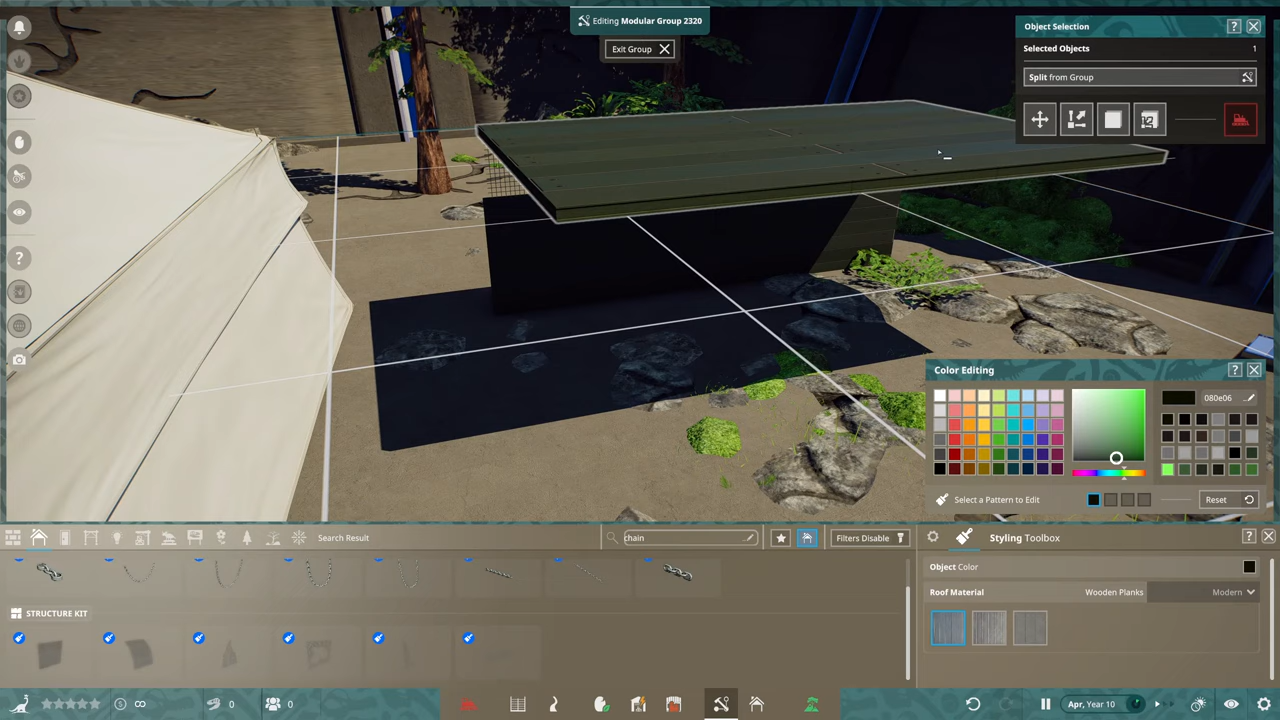 Editing Modular Group 2320
Exit Group
Object Selection
?
Selected Objects 1
Split from Group
?
Color Editing
?
080e06
Select a Pattern to Edit
Reset
Search Result
chain
Filters Disable
Styling Toolbox
?
Object Color
STRUCTURE KIT
Roof Material Wooden Planks Modern
∞ 0 0
Apr, Year 10